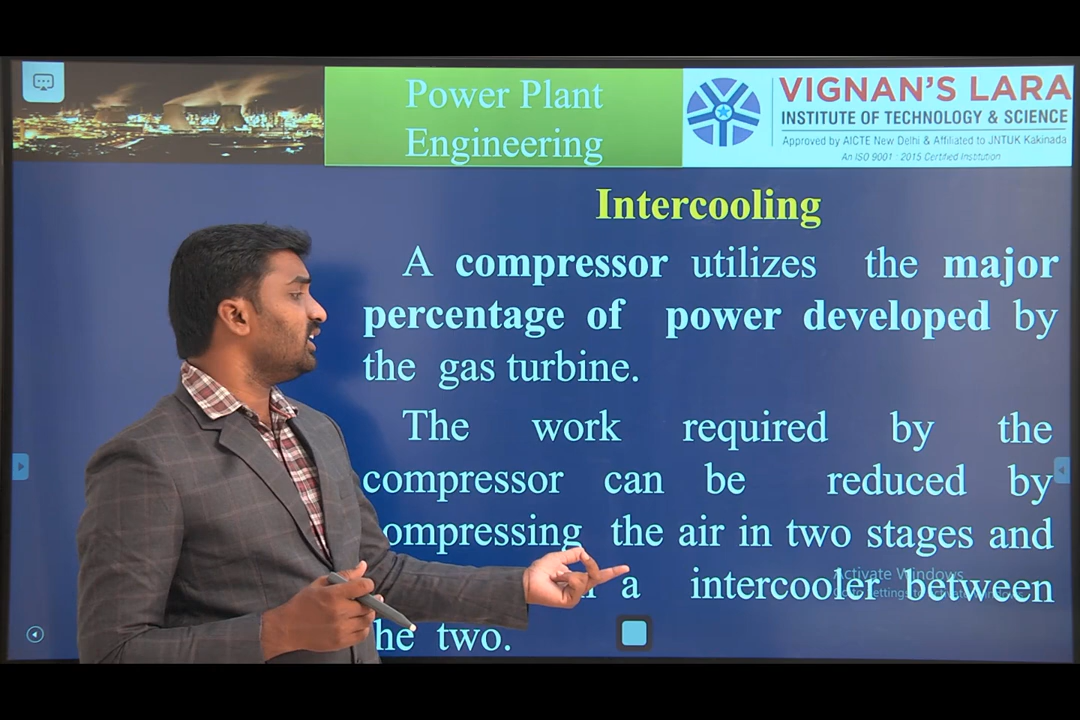 Power Plant
Engineering
VIGNAN'S LARA
INSTITUTE OF TECHNOLOGY & SCIENCE
Approved by AICTE New Delhi & Affiliated to JNTUK Kakinada
An ISO 9001 : 2015 Certified Institution
Intercooling
A compressor utilizes the major
percentage of power developed by
the gas turbine.
The work required by the
compressor can be reduced by
ompressing the air in two stages and
a intercooler between
he two.
Activate Windows